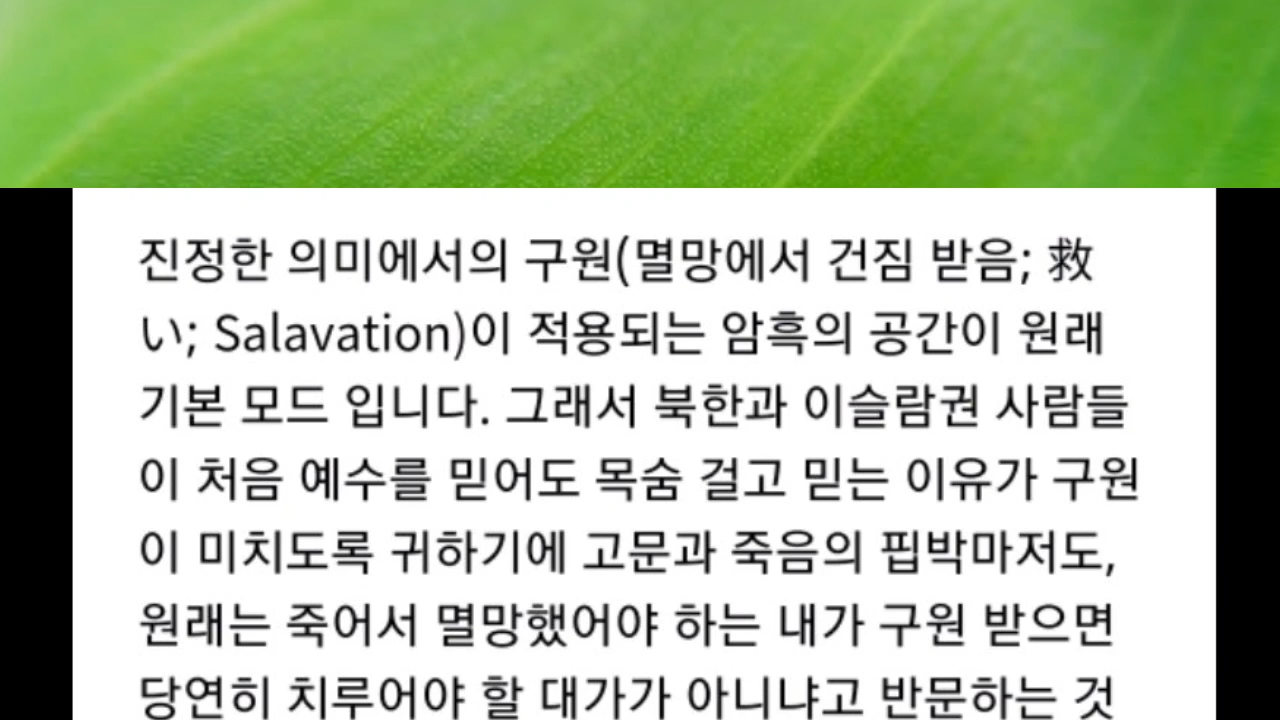 진정한 의미에서의 구원(멸망에서 건짐 받음; 救
い; Salavation)이 적용되는 암흑의 공간이 원래
기본 모드 입니다. 그래서 북한과 이슬람권 사람들
이 처음 예수를 믿어도 목숨 걸고 믿는 이유가 구원
이 미치도록 귀하기에 고문과 죽음의 핍박마저도,
원래는 죽어서 멸망했어야 하는 내가 구원 받으면
당연히 치루어야 할 대가가 아니냐고 반문하는 것